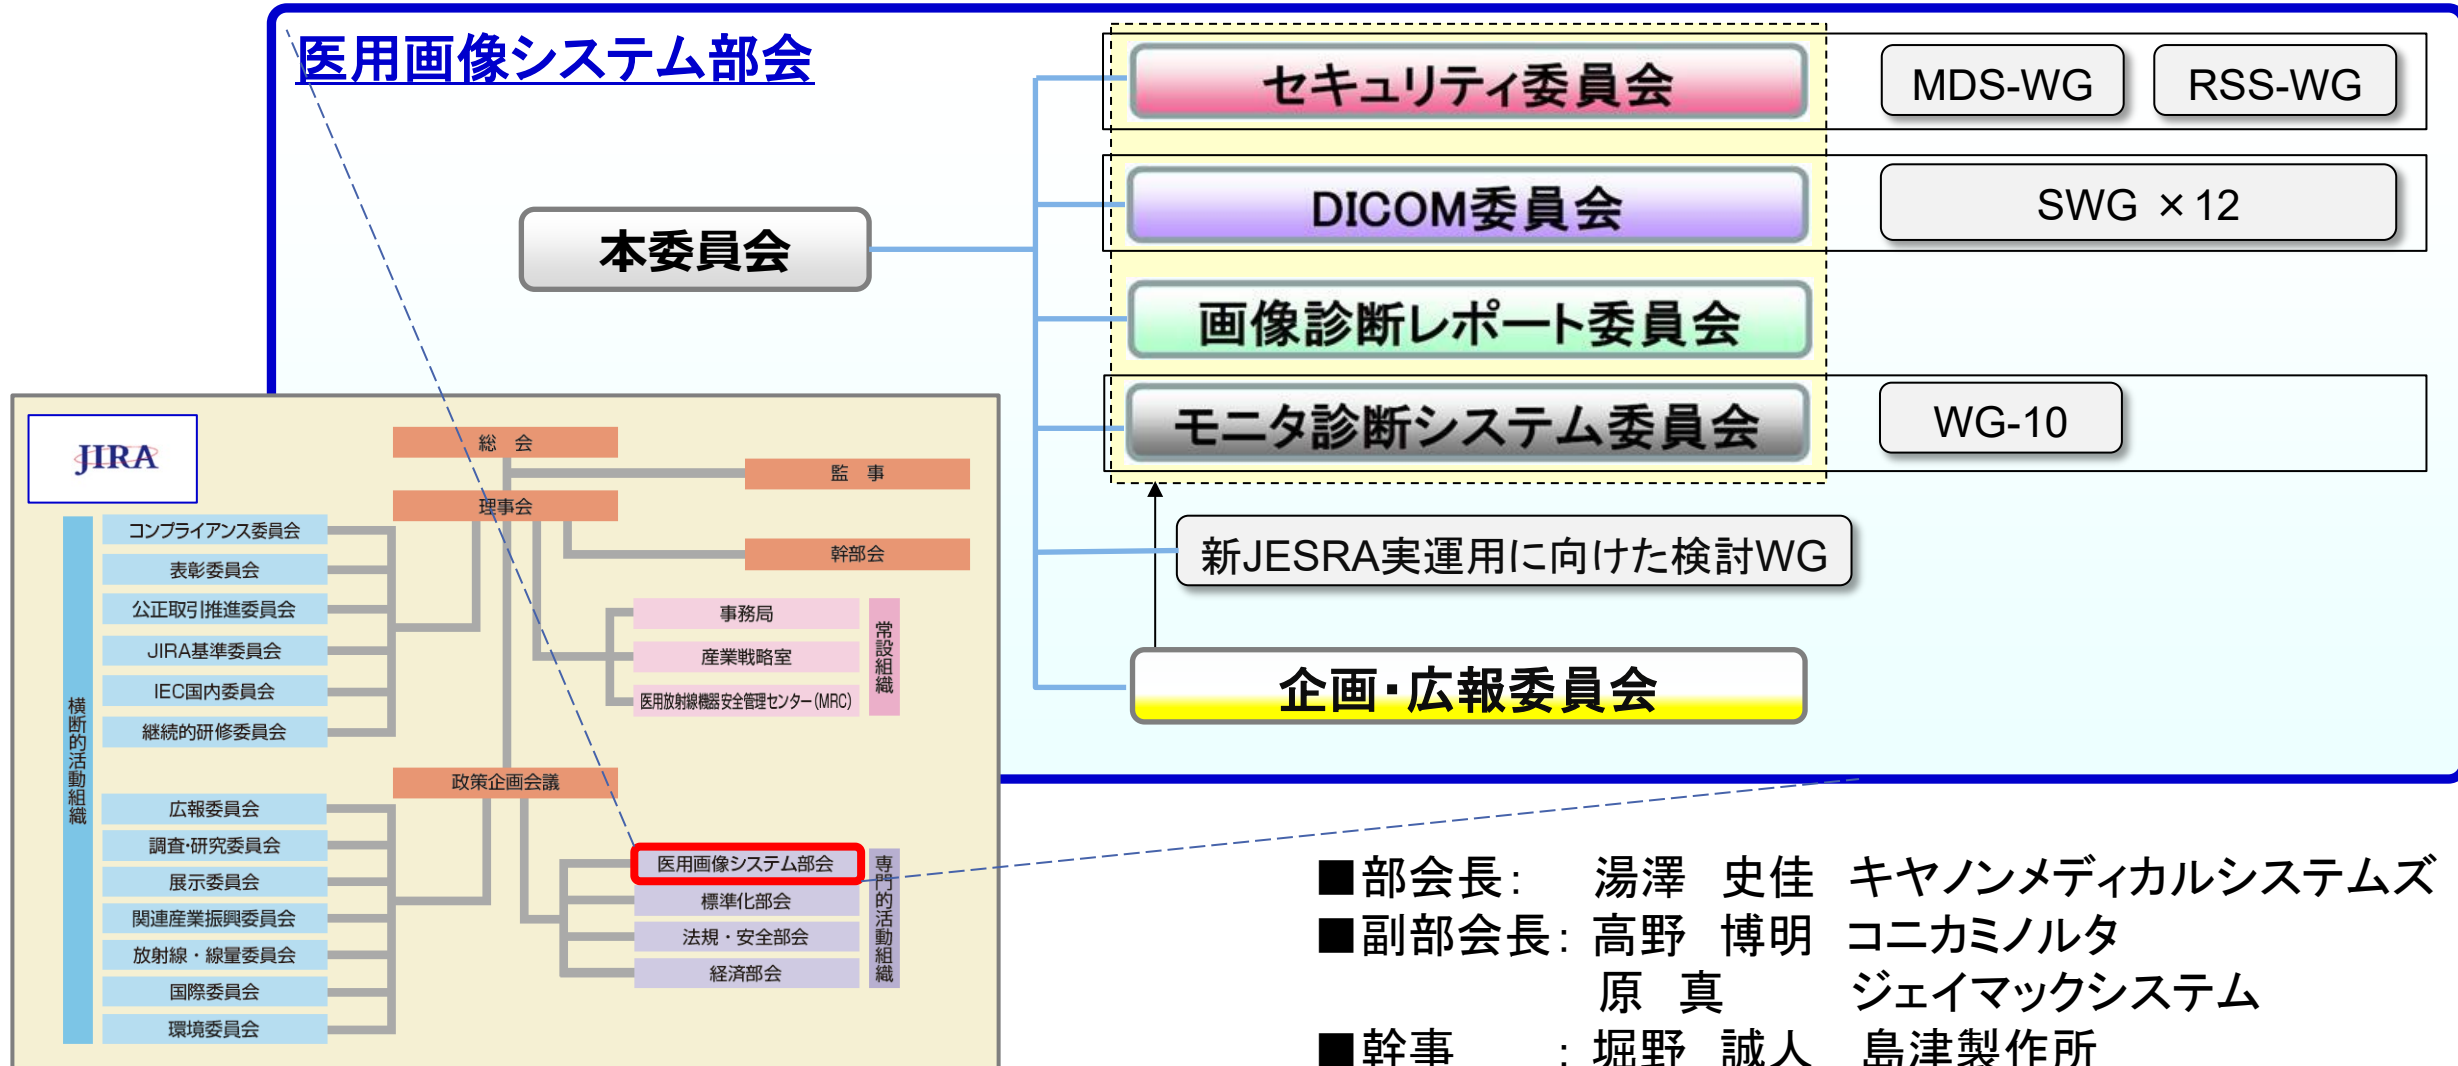 医用画像システム部会
セキュリティ委員会
MDS-WG
RSS-WG
DICOM委員会
SWG ×12
本委員会
画像診断レポート委員会
モニタ診断システム委員会
WG-10
新JESRA実運用に向けた検討WG
企画・広報委員会
JIRA
総　会
監　事
理事会
幹部会
横断的活動組織
コンプライアンス委員会
表彰委員会
公正取引推進委員会
JIRA基準委員会
IEC国内委員会
継続的研修委員会
事務局
産業戦略室
医用放射線機器安全管理センター（MRC）
常設組織
政策企画会議
広報委員会
調査・研究委員会
展示委員会
関連産業振興委員会
放射線・線量委員会
国際委員会
環境委員会
医用画像システム部会
標準化部会
法規・安全部会
経済部会
専門的活動組織
■部会長：　湯澤　史佳　キヤノンメディカルシステムズ
■副部会長：高野　博明　コニカミノルタ
原　真　　ジェイマックシステム
■幹事　　：堀野　誠人　島津製作所